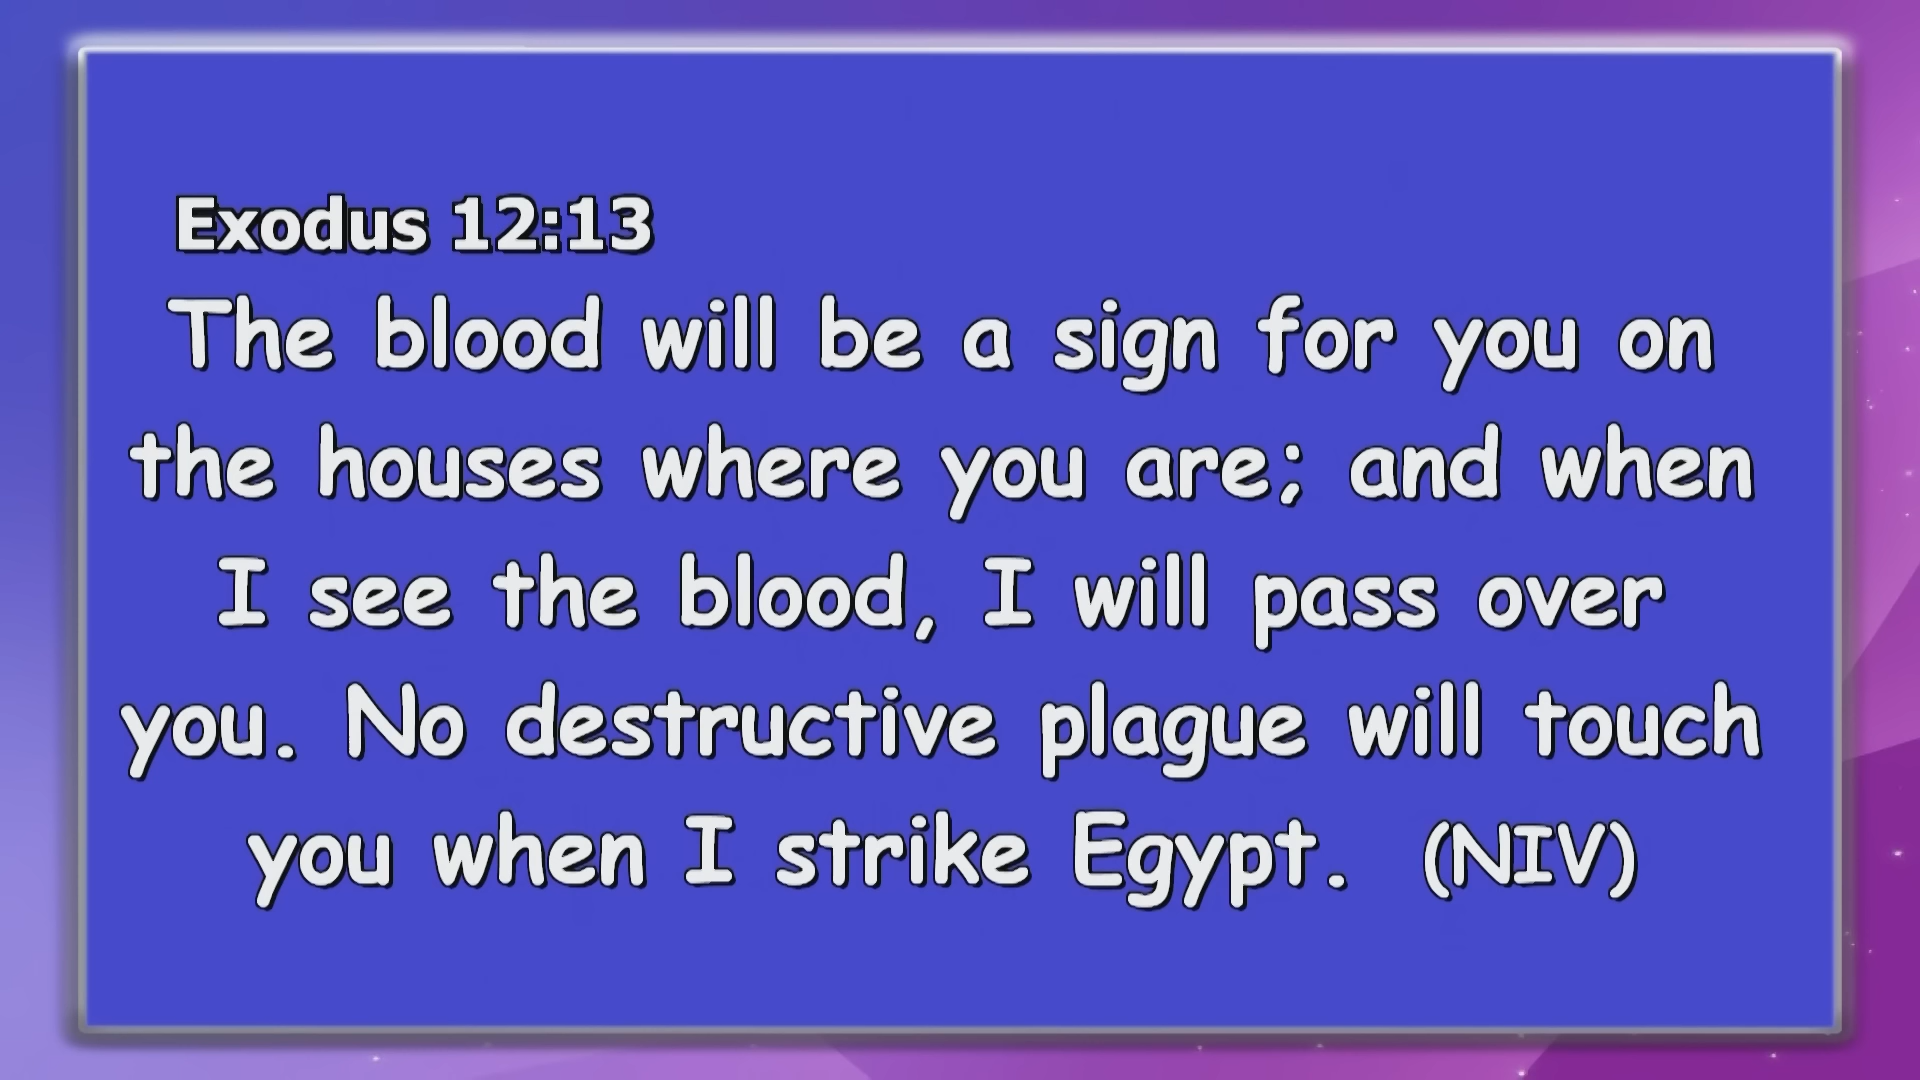 Exodus 12:13
The blood will be a sign for you on
the houses where you are; and when
I see the blood, I will pass over
you. No destructive plague will touch
you when I strike Egypt. (NIV)